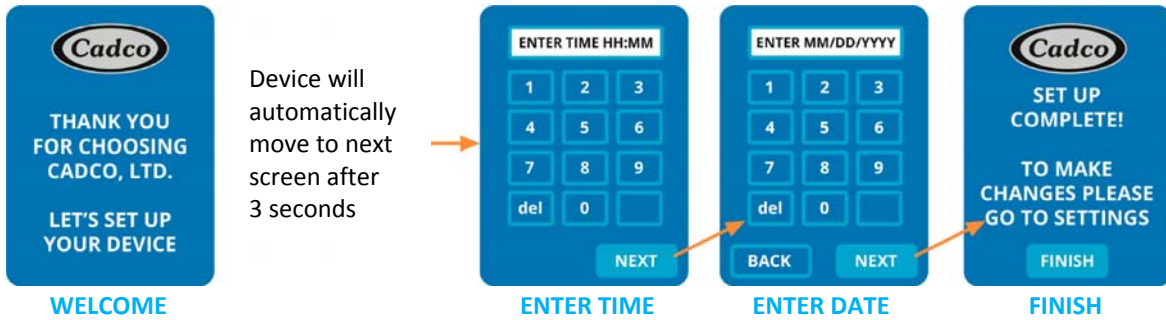 Cadco
THANK YOU
FOR CHOOSING
CADCO, LTD.
LET'S SET UP
YOUR DEVICE
WELCOME
Device will
automatically
move to next
screen after
3 seconds
ENTER TIME HH:MM
1 2 3
4 5 6
7 8 9
del 0
NEXT
ENTER TIME
ENTER MM/DD/YYYY
1 2 3
4 5 6
7 8 9
del 0
BACK NEXT
ENTER DATE
Cadco
SET UP
COMPLETE!
TO MAKE
CHANGES PLEASE
GO TO SETTINGS
FINISH
FINISH